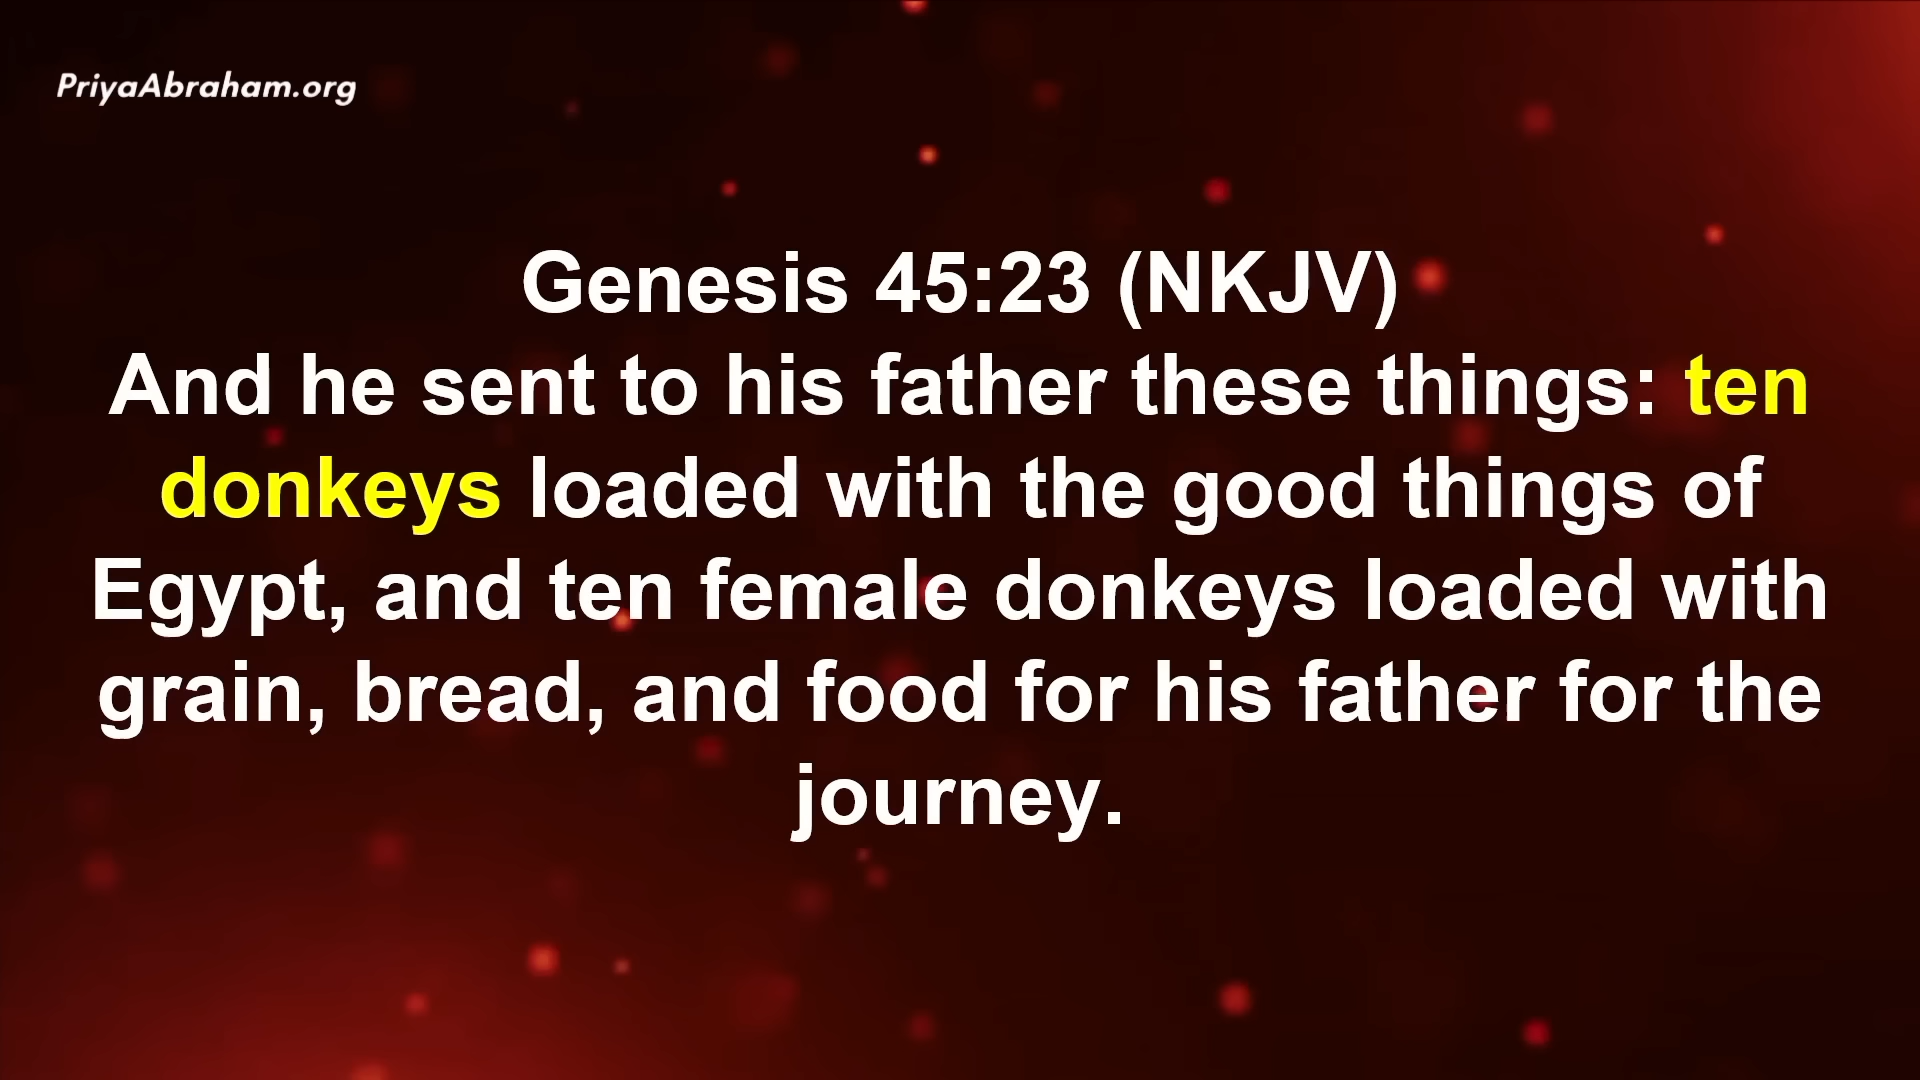 PriyaAbraham.org
Genesis 45:23 (NKJV)
And he sent to his father these things: ten
donkeys loaded with the good things of
Egypt, and ten female donkeys loaded with
grain, bread, and food for his father for the
journey.